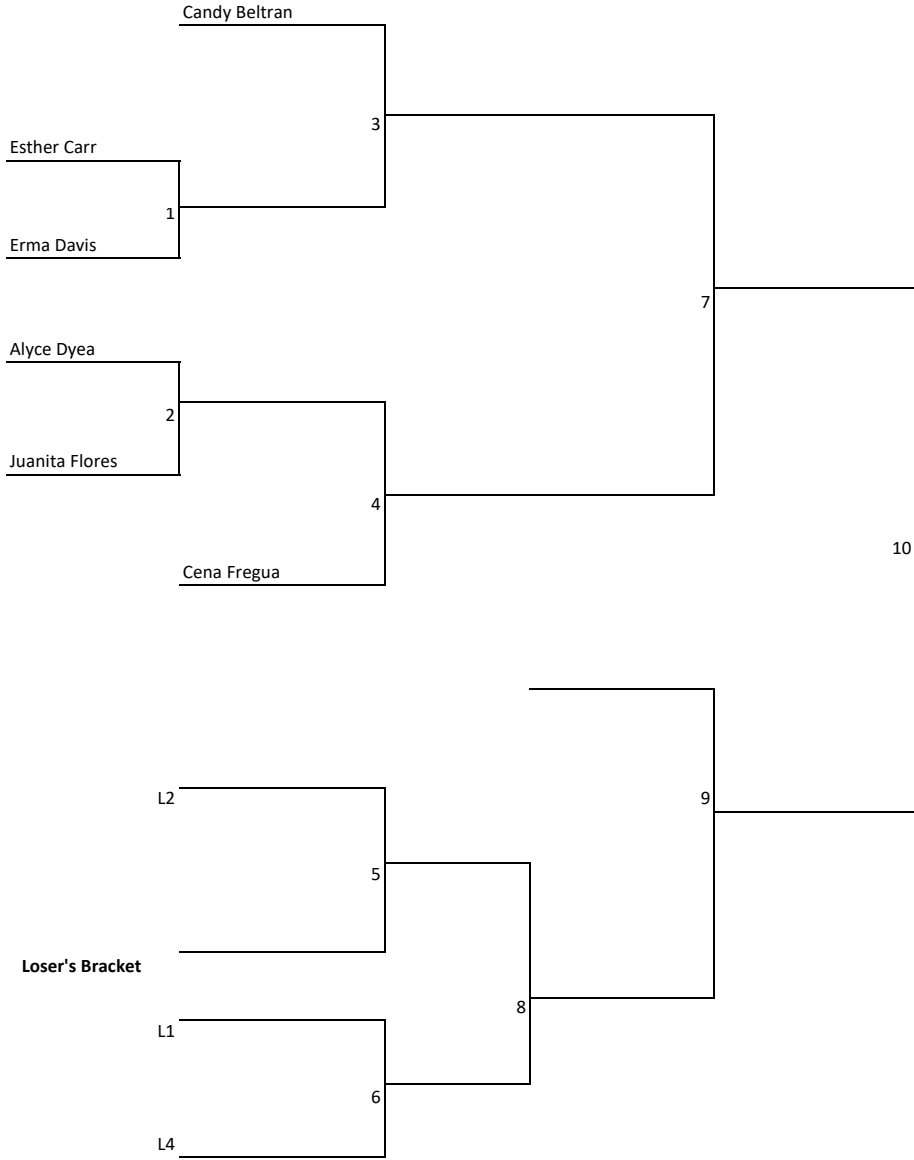 Candy Beltran
3
Esther Carr
1
Erma Davis
7
Alyce Dyea
2
Juanita Flores
4
10
Cena Fregua
L2
9
5
Loser's Bracket
8
L1
6
L4